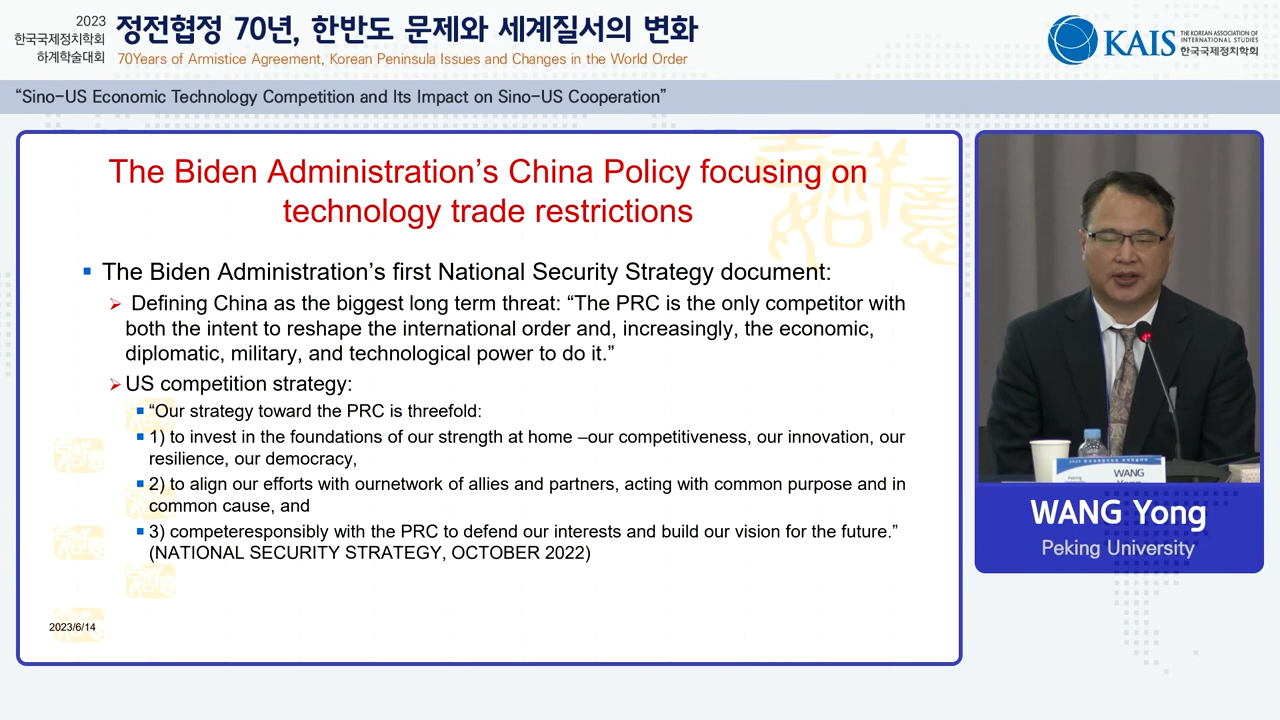 2023
한국국제정치학회
하계학술대회
정전협정 70년, 한반도 문제와 세계질서의 변화
70Years of Armistice Agreement, Korean Peninsula Issues and Changes in the World Order
KAIS
THE KOREAN ASSOCIATION OF
INTERNATIONAL STUDIES
한국국제정치학회
“Sino-US Economic Technology Competition and Its Impact on Sino-US Cooperation”
The Biden Administration’s China Policy focusing on
technology trade restrictions
The Biden Administration’s first National Security Strategy document:
Defining China as the biggest long term threat: “The PRC is the only competitor with
both the intent to reshape the international order and, increasingly, the economic,
diplomatic, military, and technological power to do it.”
US competition strategy:
“Our strategy toward the PRC is threefold:
1) to invest in the foundations of our strength at home –our competitiveness, our innovation, our
resilience, our democracy,
2) to align our efforts with ournetwork of allies and partners, acting with common purpose and in
common cause, and
3) competeresponsibly with the PRC to defend our interests and build our vision for the future.”
(NATIONAL SECURITY STRATEGY, OCTOBER 2022)
2023/6/14
WANG
WANG Yong
Peking University